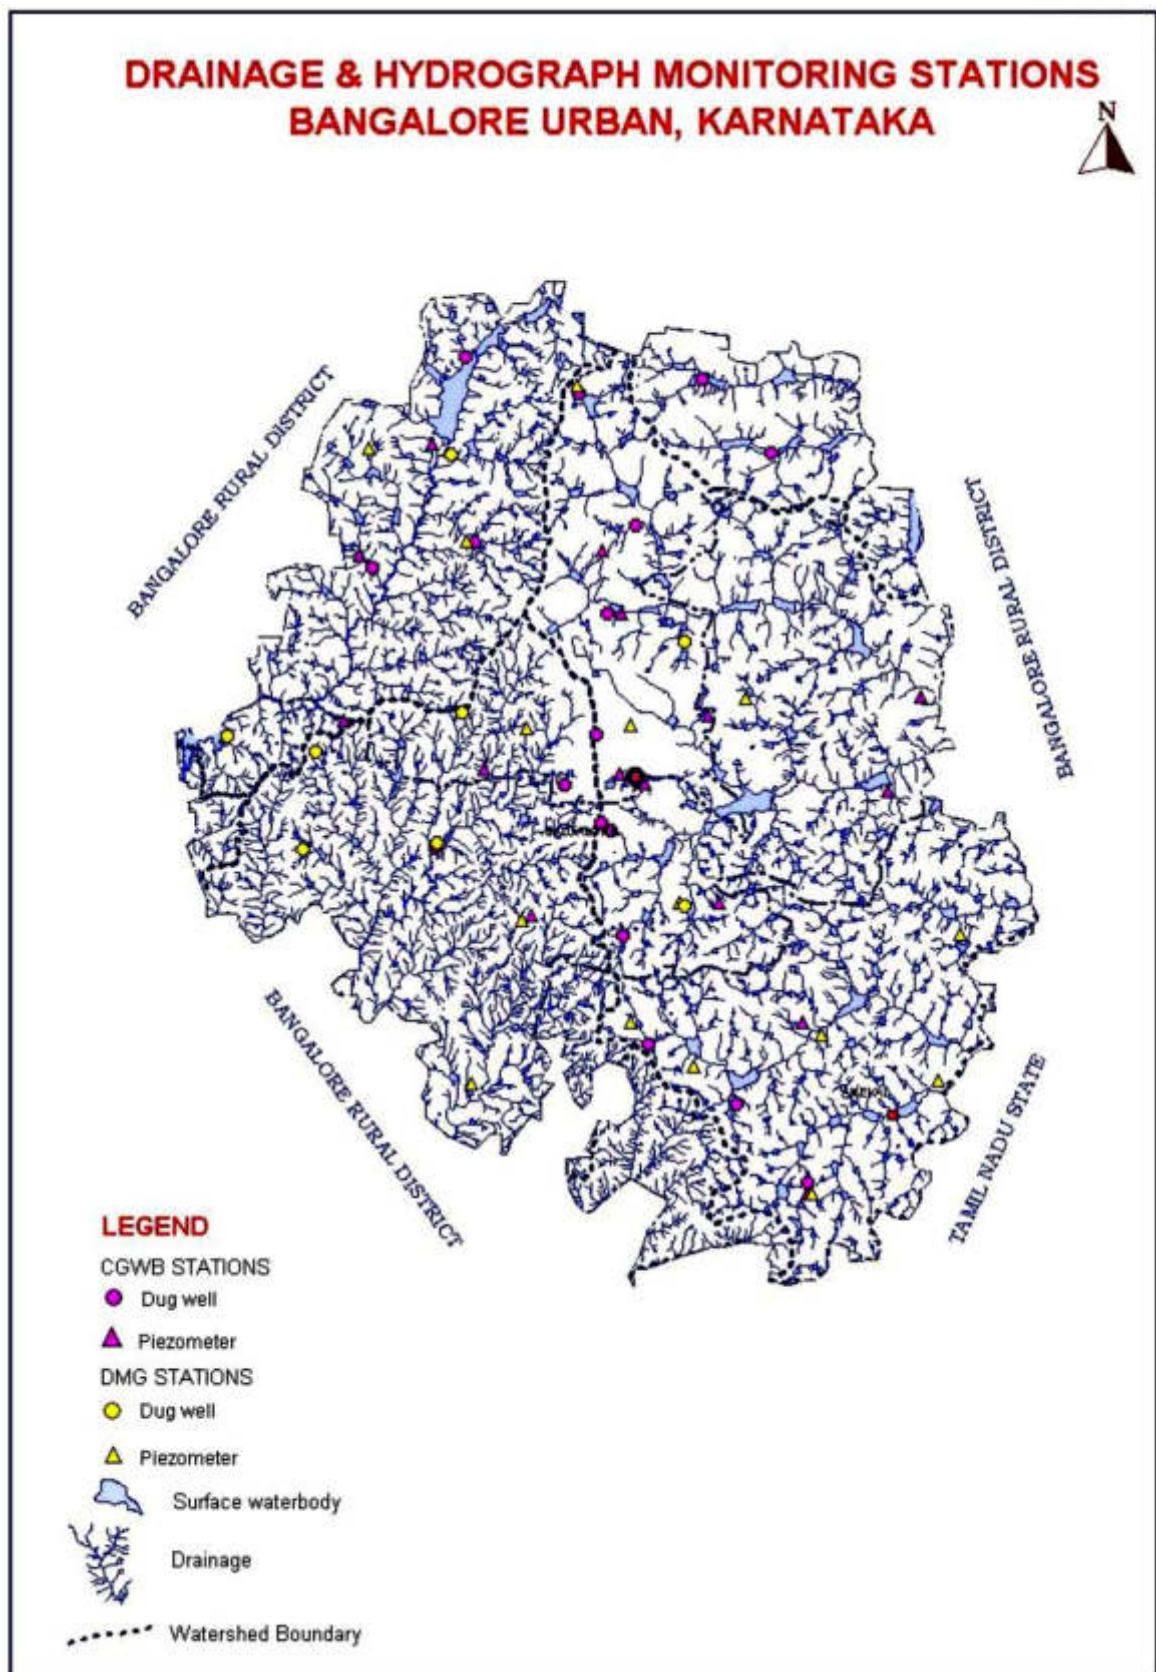 DRAINAGE & HYDROGRAPH MONITORING STATIONS
BANGALORE URBAN, KARNATAKA
N
BANGALORE RURAL DISTRICT
BANGALORE RURAL DISTRICT
BANGALORE RURAL DISTRICT
TAMIL NADU STATE
LEGEND
CGWB STATIONS
Dug well
Piezometer
DMG STATIONS
Dug well
Piezometer
Surface waterbody
Drainage
Watershed Boundary